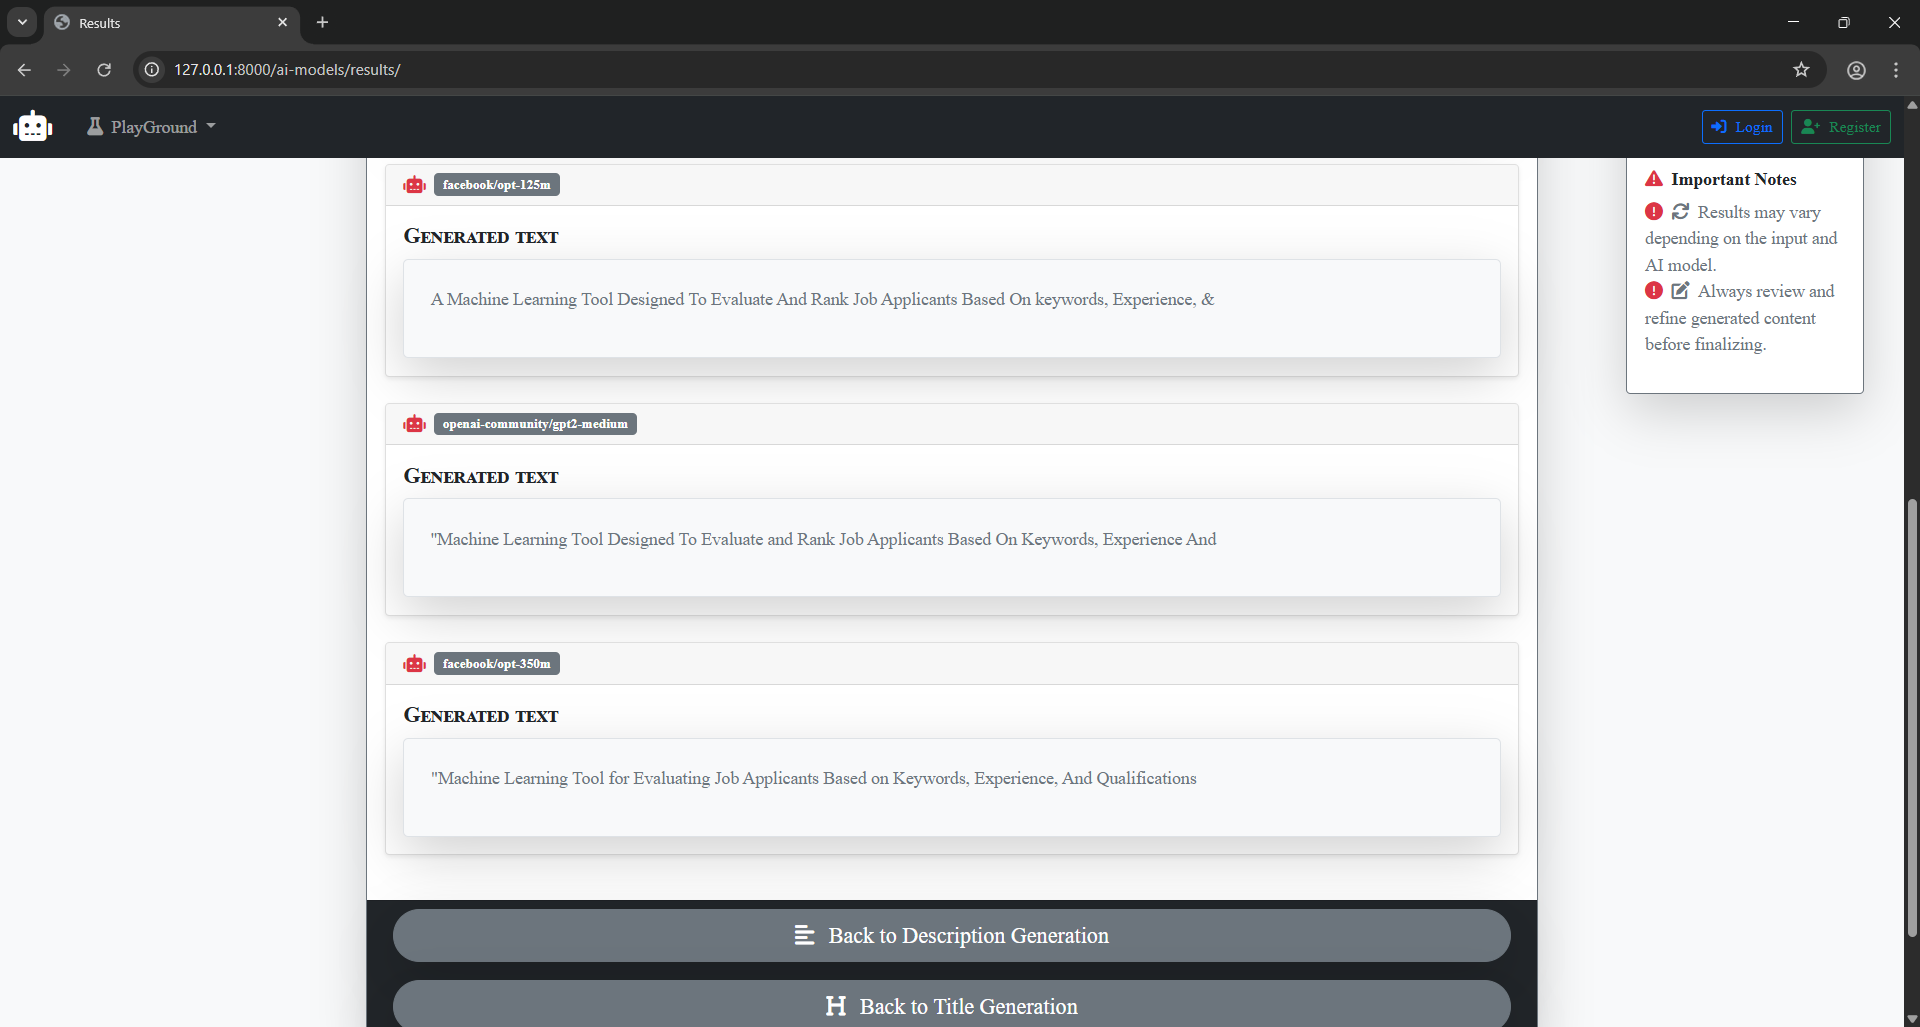 Results
127.0.0.1:8000/ai-models/results/
PlayGround
Login
Register
facebook/opt-125m
GENERATED TEXT
A Machine Learning Tool Designed To Evaluate And Rank Job Applicants Based On keywords, Experience, &
openai-community/gpt2-medium
GENERATED TEXT
"Machine Learning Tool Designed To Evaluate and Rank Job Applicants Based On Keywords, Experience And
facebook/opt-350m
GENERATED TEXT
"Machine Learning Tool for Evaluating Job Applicants Based on Keywords, Experience, And Qualifications
Back to Description Generation
H Back to Title Generation
Important Notes
Results may vary
depending on the input and
AI model.
Always review and
refine generated content
before finalizing.